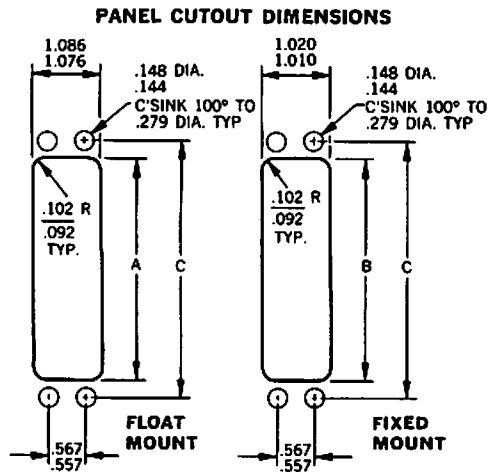 PANEL CUTOUT DIMENSIONS
1.086
1.076
.148 DIA.
.144
C'SINK 100° TO
.279 DIA. TYP
.102 R
.092
TYP.
A
C
FLOAT
MOUNT
.567
.557
1.020
1.010
.148 DIA.
.144
C'SINK 100° TO
.279 DIA. TYP
.102 R
.092
TYP.
B
C
FIXED
MOUNT
.567
.557